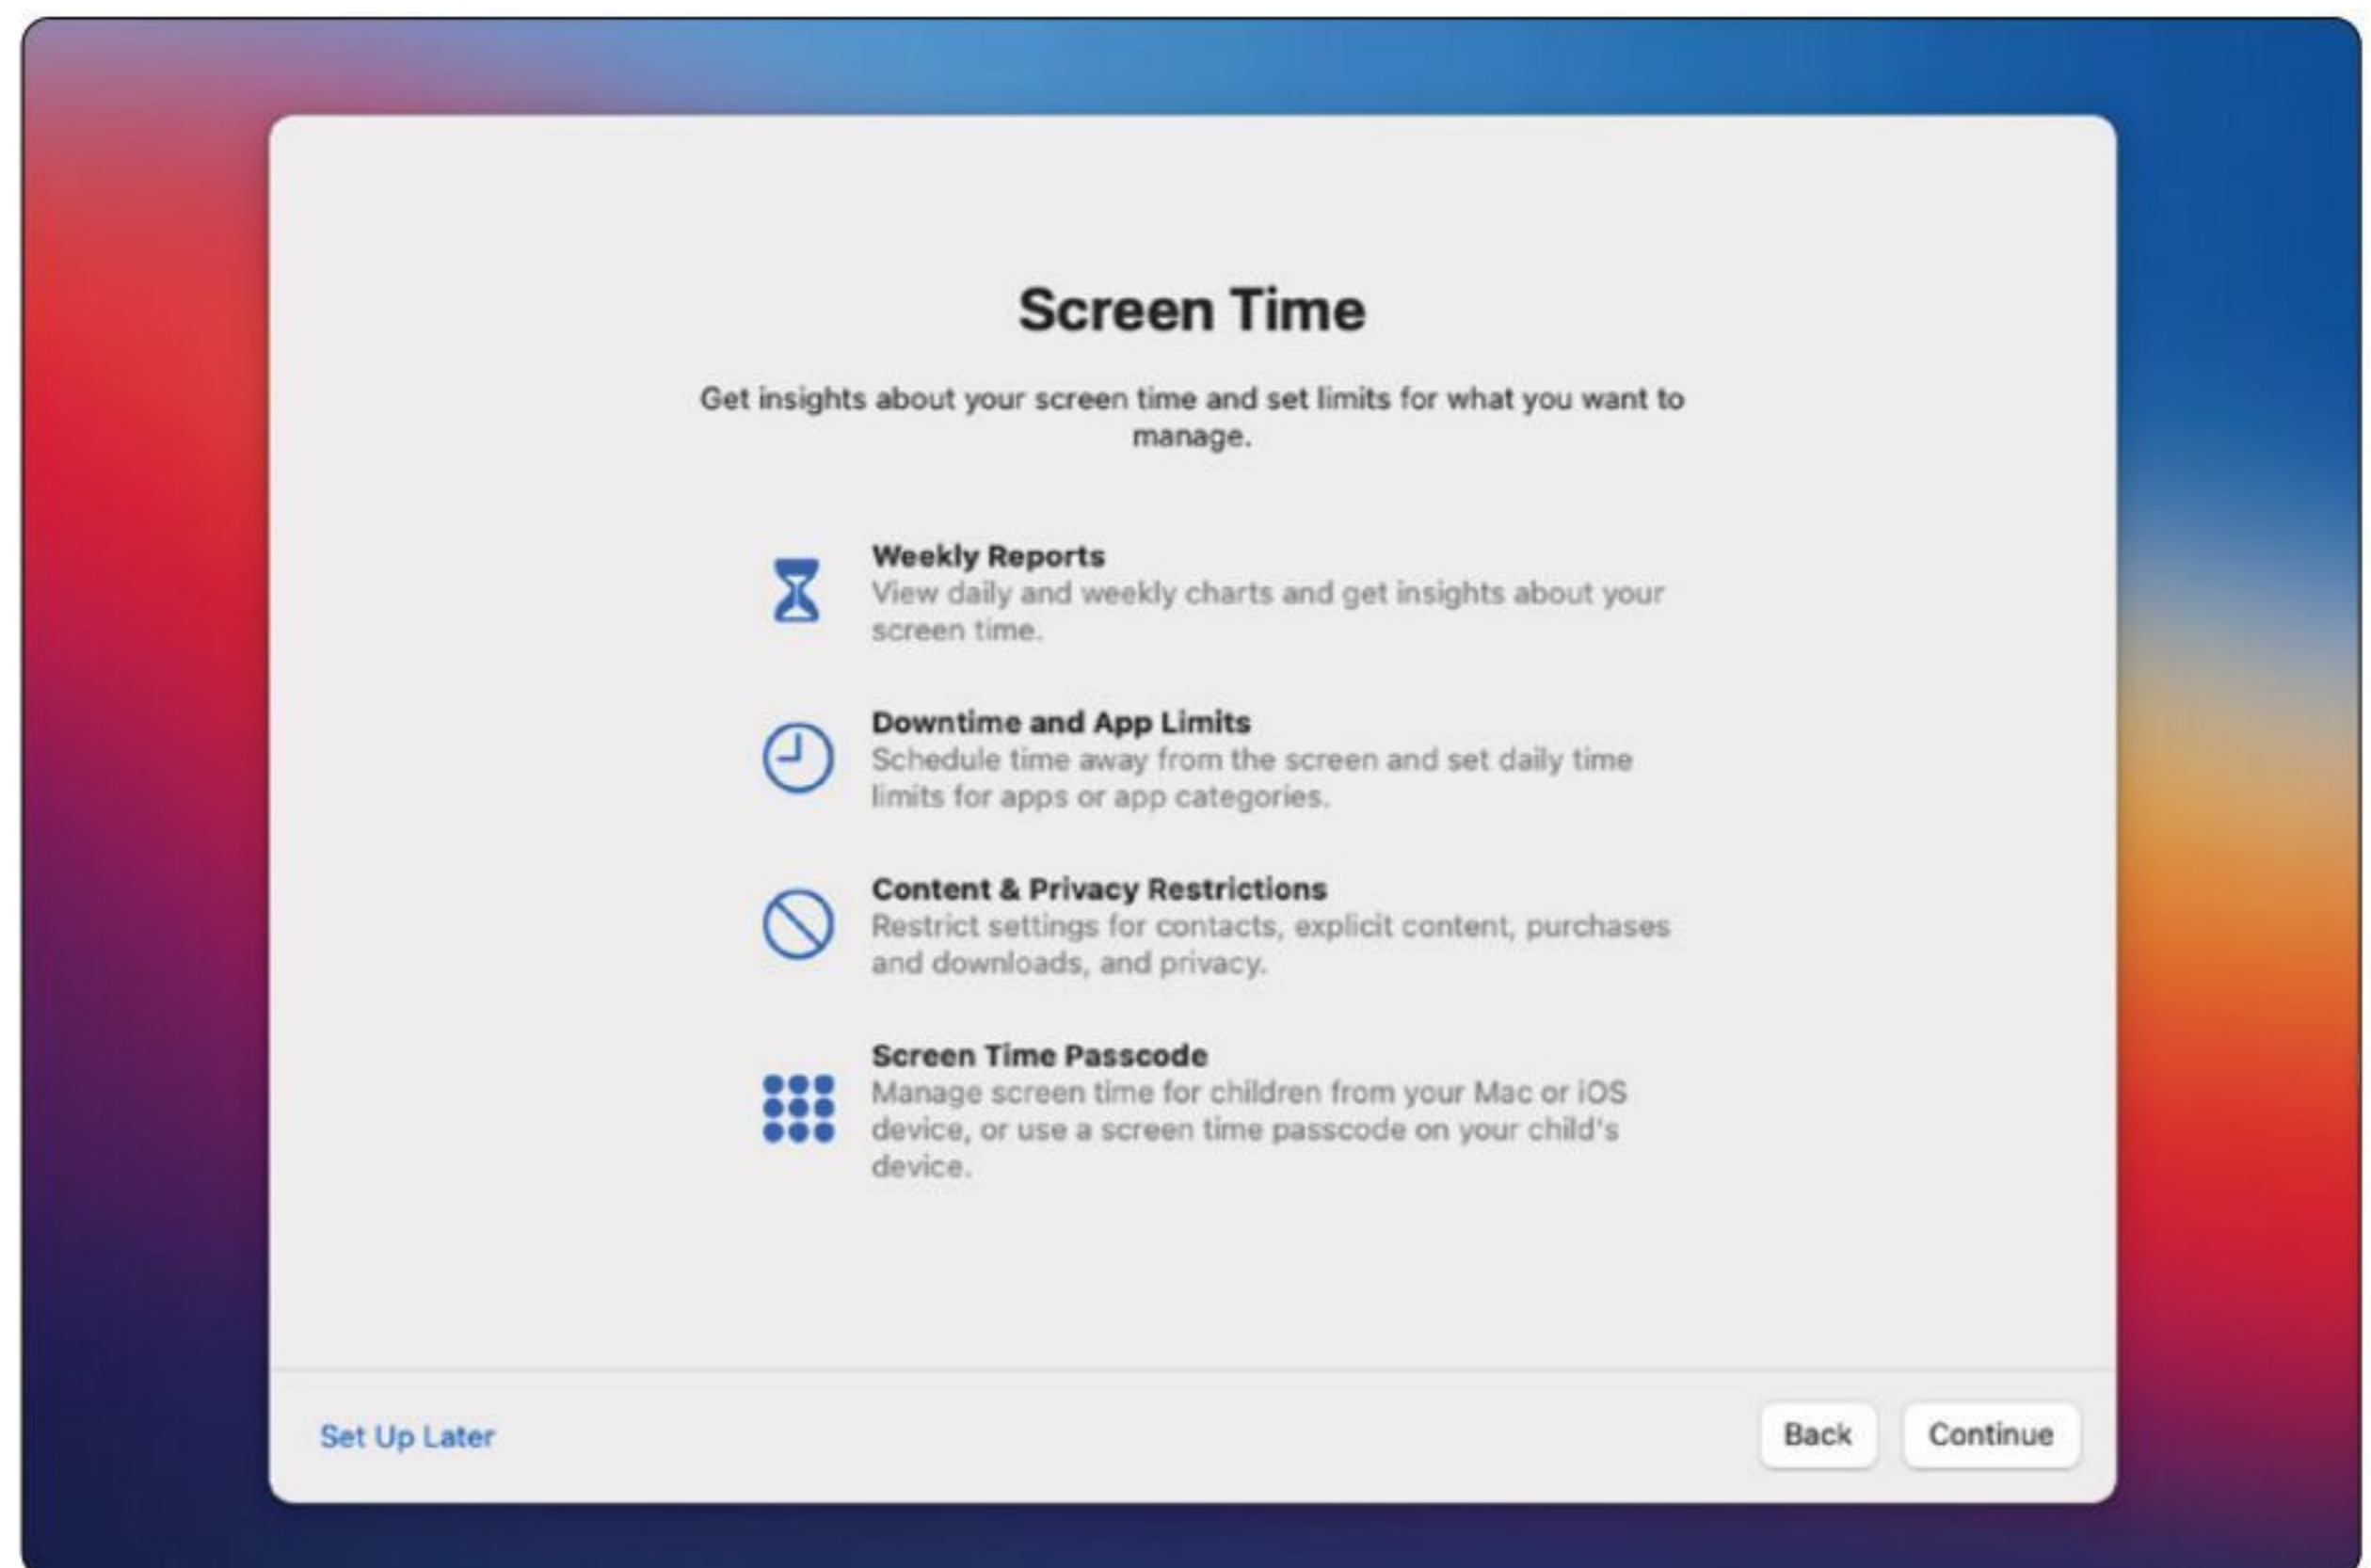 Screen Time
Get insights about your screen time and set limits for what you want to
manage.
Weekly Reports
View daily and weekly charts and get insights about your
screen time.
Downtime and App Limits
Schedule time away from the screen and set daily time
limits for apps or app categories.
Content & Privacy Restrictions
Restrict settings for contacts, explicit content, purchases
and downloads, and privacy.
Screen Time Passcode
Manage screen time for children from your Mac or iOS
device, or use a screen time passcode on your child's
device.
Set Up Later
Back
Continue